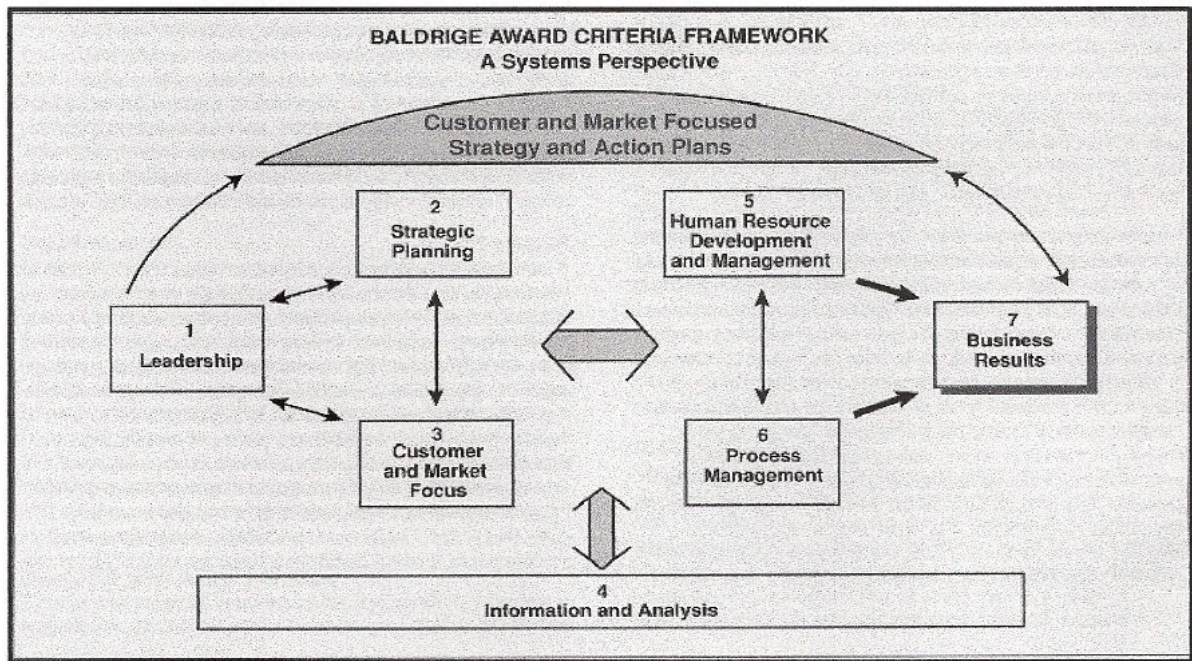 BALDRIGE AWARD CRITERIA FRAMEWORK
A Systems Perspective
Customer and Market Focused
Strategy and Action Plans
2
Strategic
Planning
5
Human Resource
Development
and Management
1
Leadership
7
Business
Results
3
Customer
and Market
Focus
6
Process
Management
4
Information and Analysis